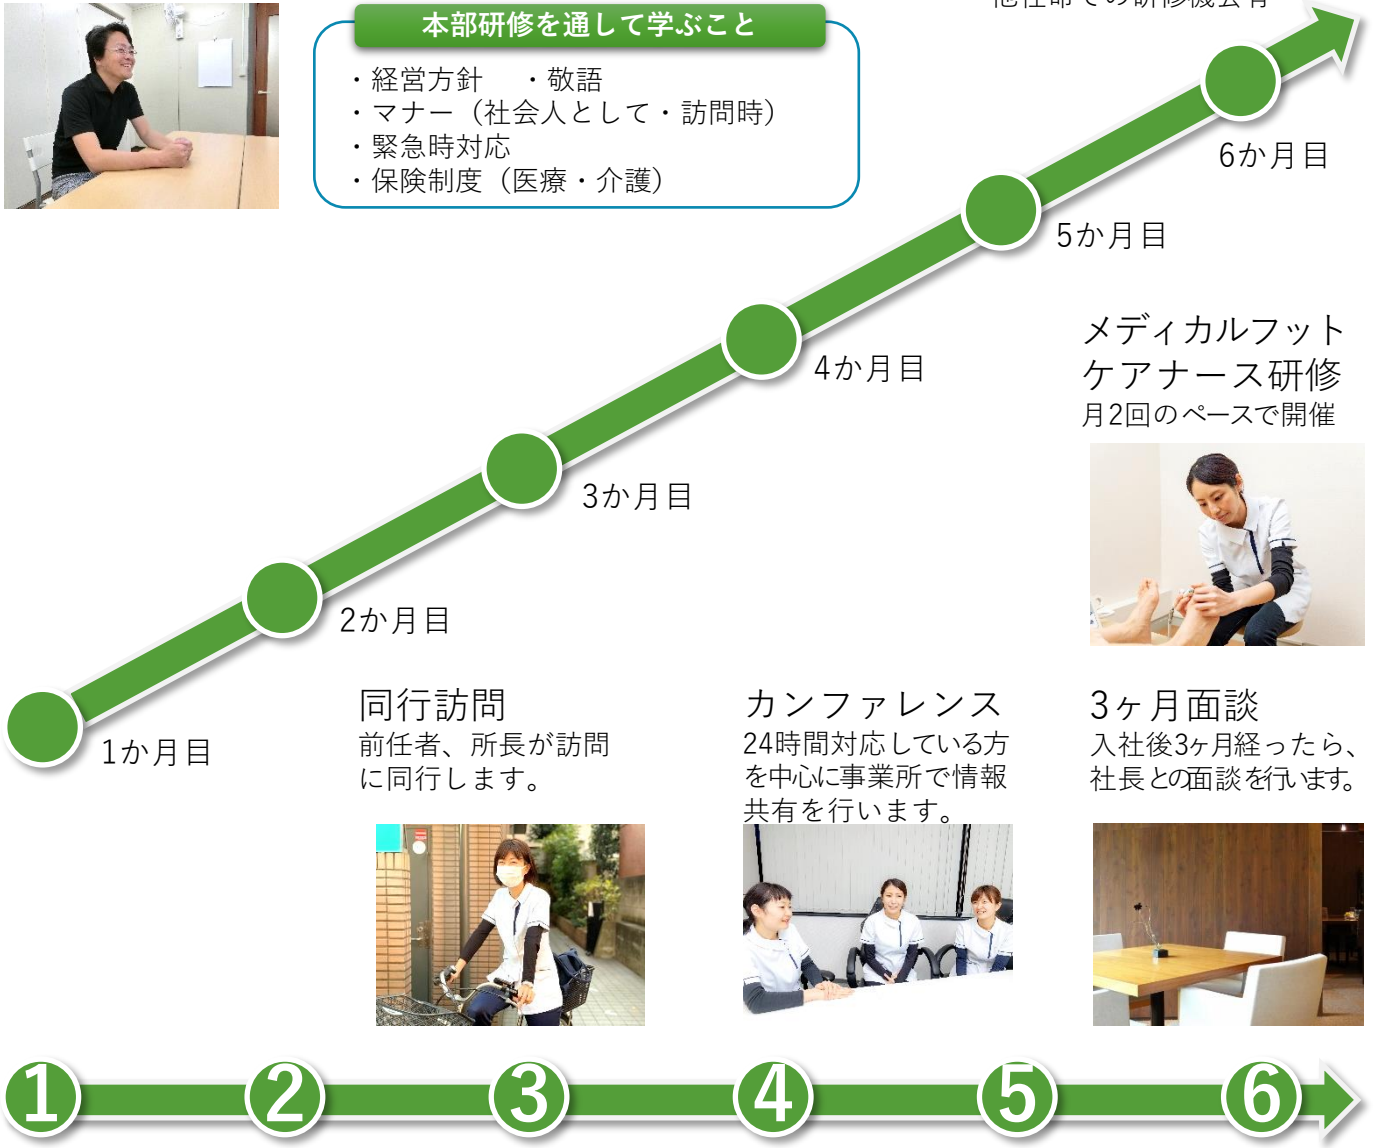 本部研修を通して学ぶこと
・経営方針 ・敬語
・マナー（社会人として・訪問時）
・緊急時対応
・保険制度（医療・介護）
6か月目
5か月目
4か月目
3か月目
2か月目
1か月目
メディカルフット
ケアナース研修
月2回のペースで開催
同行訪問
前任者、所長が訪問
に同行します。
カンファレンス
24時間対応している方
を中心に事業所で情報
共有を行います。
3ヶ月面談
入社後3ヶ月経ったら、
社長との面談を行います。
1 2 3 4 5 6